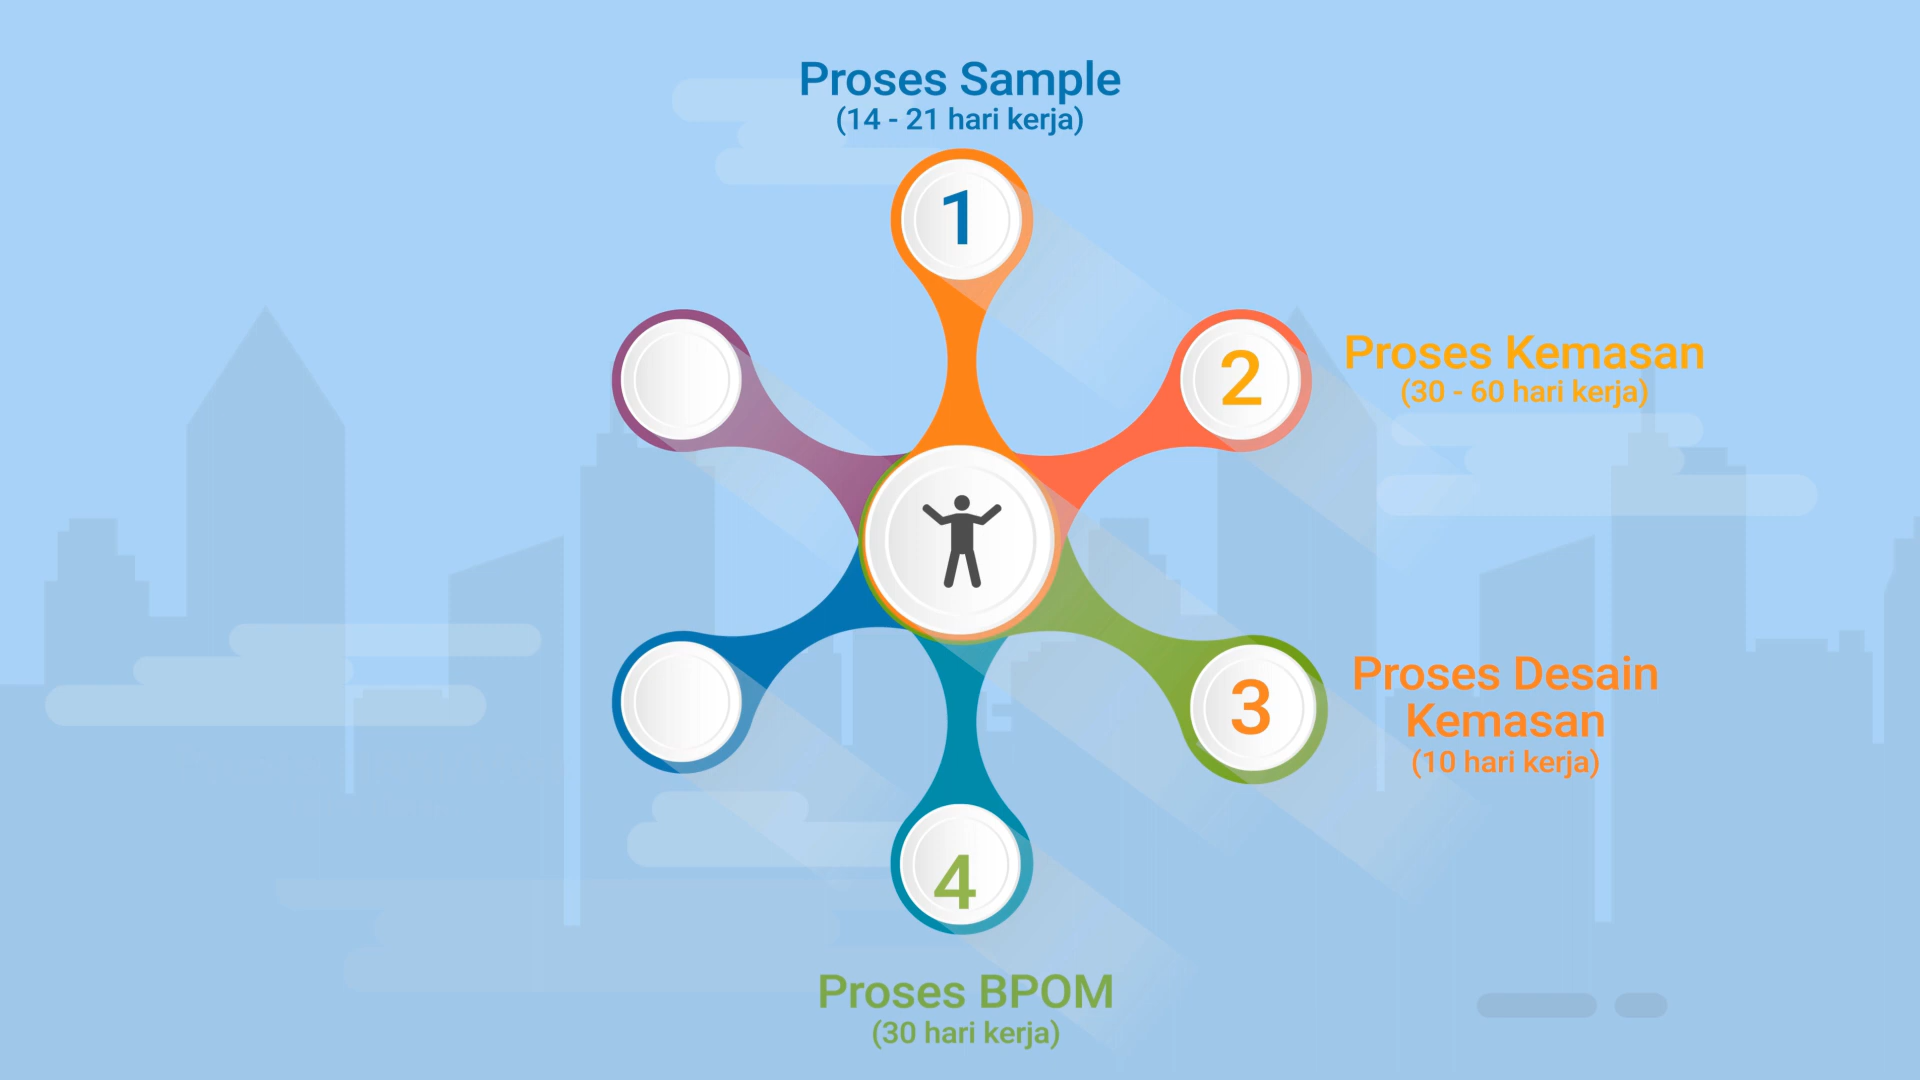 Proses Sample
(14 - 21 hari kerja)
1
2
Proses Kemasan
(30 - 60 hari kerja)
3
Proses Desain
Kemasan
(10 hari kerja)
4
Proses BPOM
(30 hari kerja)